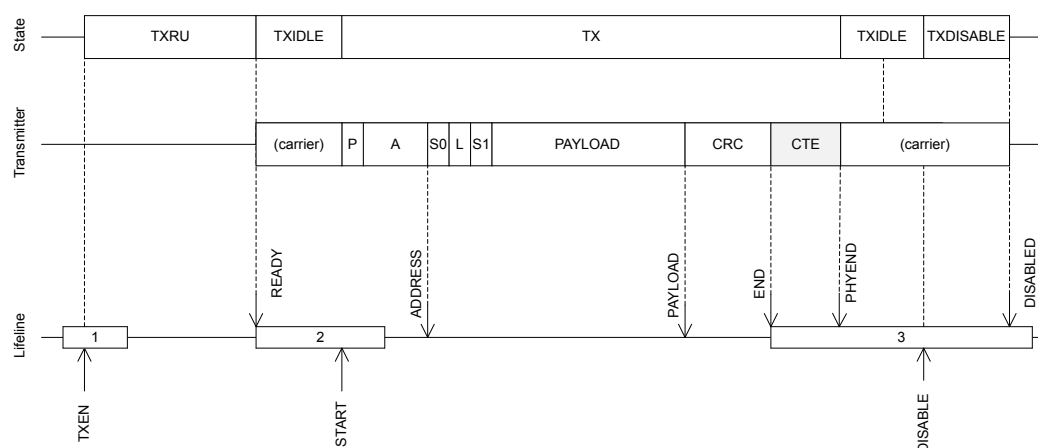 State
TXRU TXIDLE TX TXIDLE TXDISABLE
Transmitter
(carrier) P A S0 L S1 PAYLOAD CRC CTE (carrier)
READY ADDRESS PAYLOAD END PHYEND DISABLED
Lifeline
1 2 3
TXEN START DISABLE